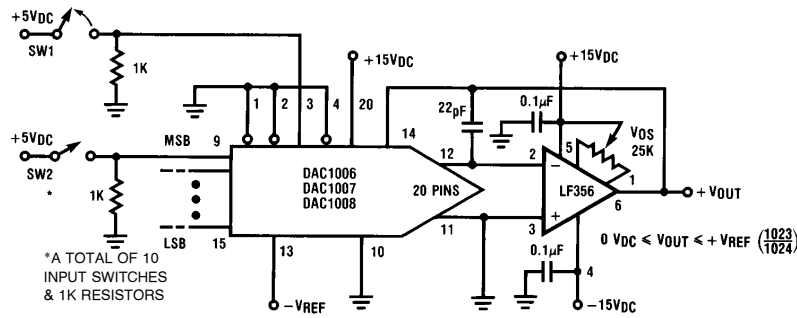 +5VDC
SW1
1K
+15VDC
1 2 3 4 20
14
22pF
0.1μF
+15VDC
VOS
25K
5
1
+5VDC
SW2
*
1K
MSB 9
LSB 15
DAC1006
DAC1007
DAC1008
20 PINS
12
11
13
10
2
−
+
3
LF356
6
+VOUT
0 VDC ≤ VOUT ≤ +VREF (1023/1024)
0.1μF
4
−15VDC
−VREF
*A TOTAL OF 10
INPUT SWITCHES
& 1K RESISTORS